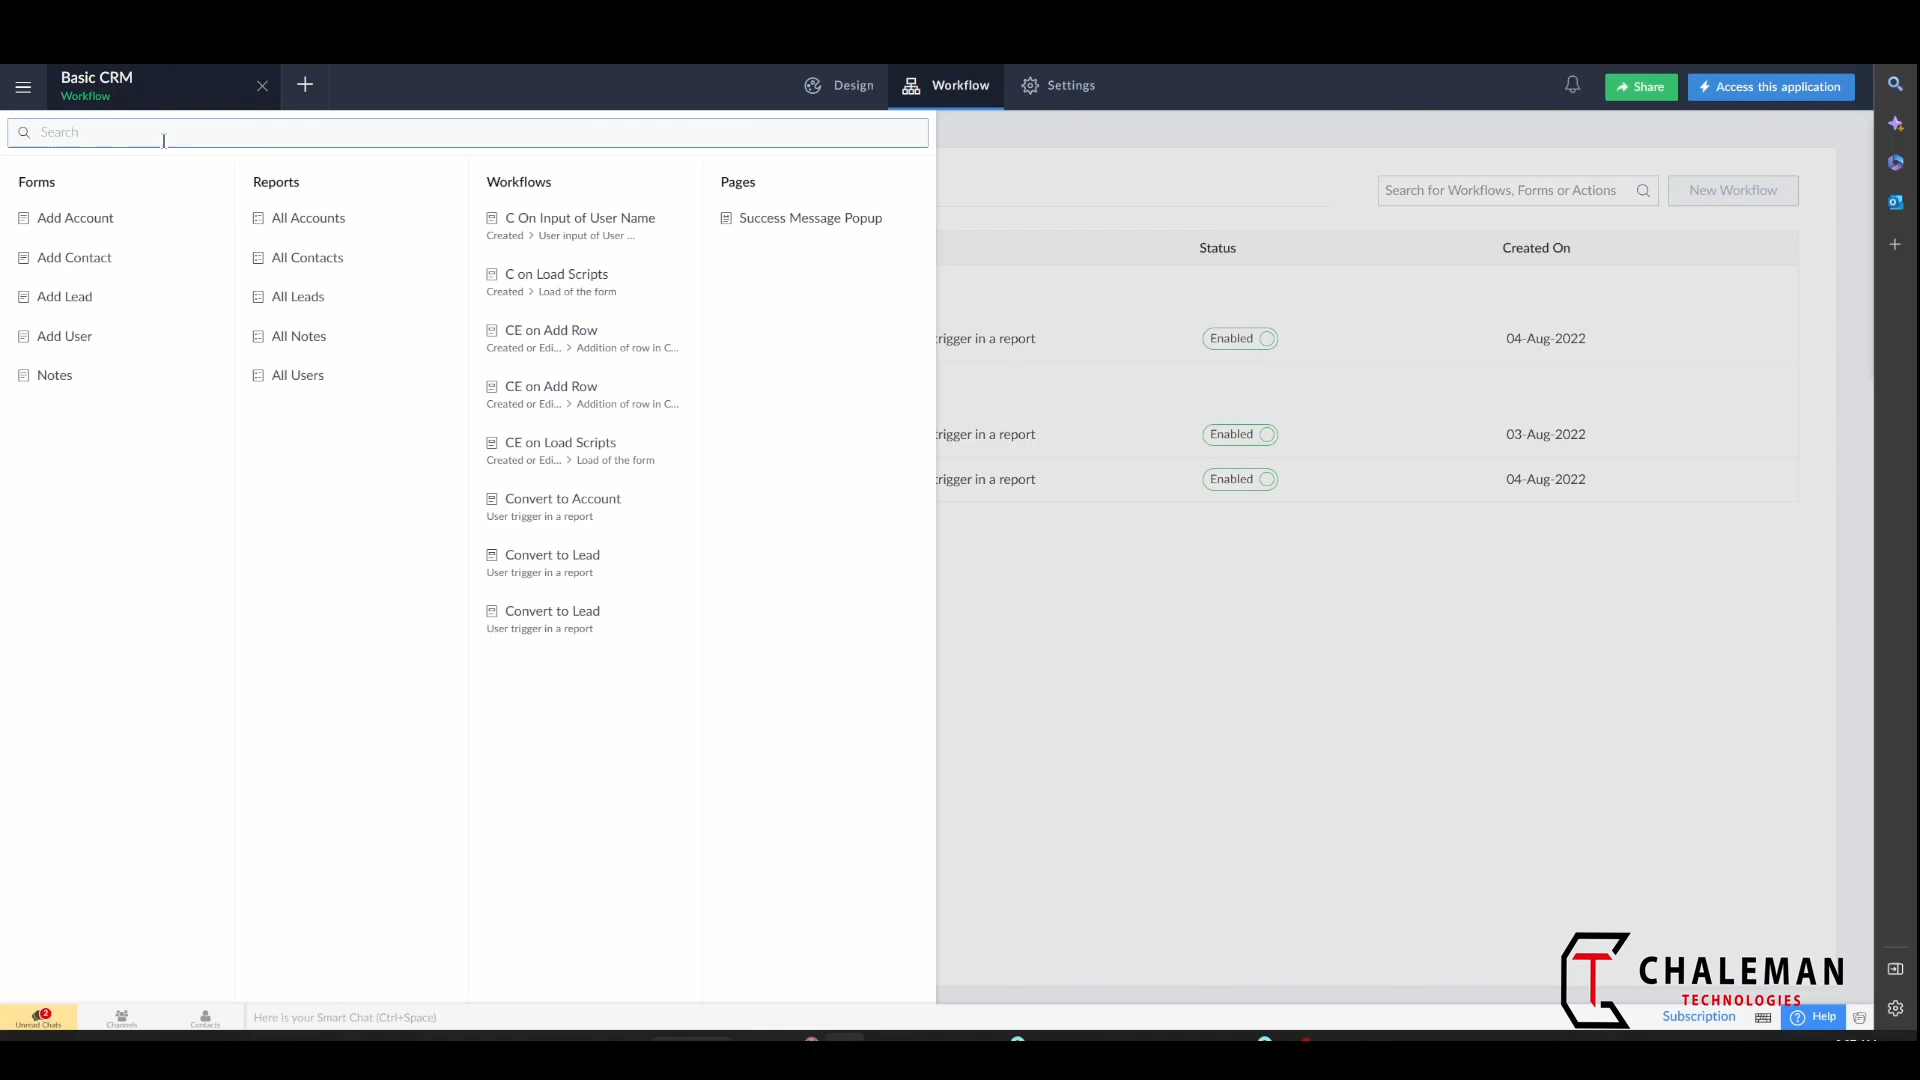 Basic CRM
Workflow
Design
Workflow
Settings
Share
Access this application
Search
Forms
Add Account
Add Contact
Add Lead
Add User
Notes
Reports
All Accounts
All Contacts
All Leads
All Notes
All Users
Workflows
C On Input of User Name
Created > User input of User ...
C on Load Scripts
Created > Load of the form
CE on Add Row
Created or Edi... > Addition of row in C...
CE on Add Row
Created or Edi... > Addition of row in C...
CE on Load Scripts
Created or Edi... > Load of the form
Convert to Account
User trigger in a report
Convert to Lead
User trigger in a report
Convert to Lead
User trigger in a report
Pages
Success Message Popup
Search for Workflows, Forms or Actions
New Workflow
Status Created On
trigger in a report Enabled 04-Aug-2022
trigger in a report Enabled 03-Aug-2022
trigger in a report Enabled 04-Aug-2022
CHALEMAN
TECHNOLOGIES
2
Unread Chats
Channels
Contacts
Here is your Smart Chat (Ctrl+Space)
Subscription
Help